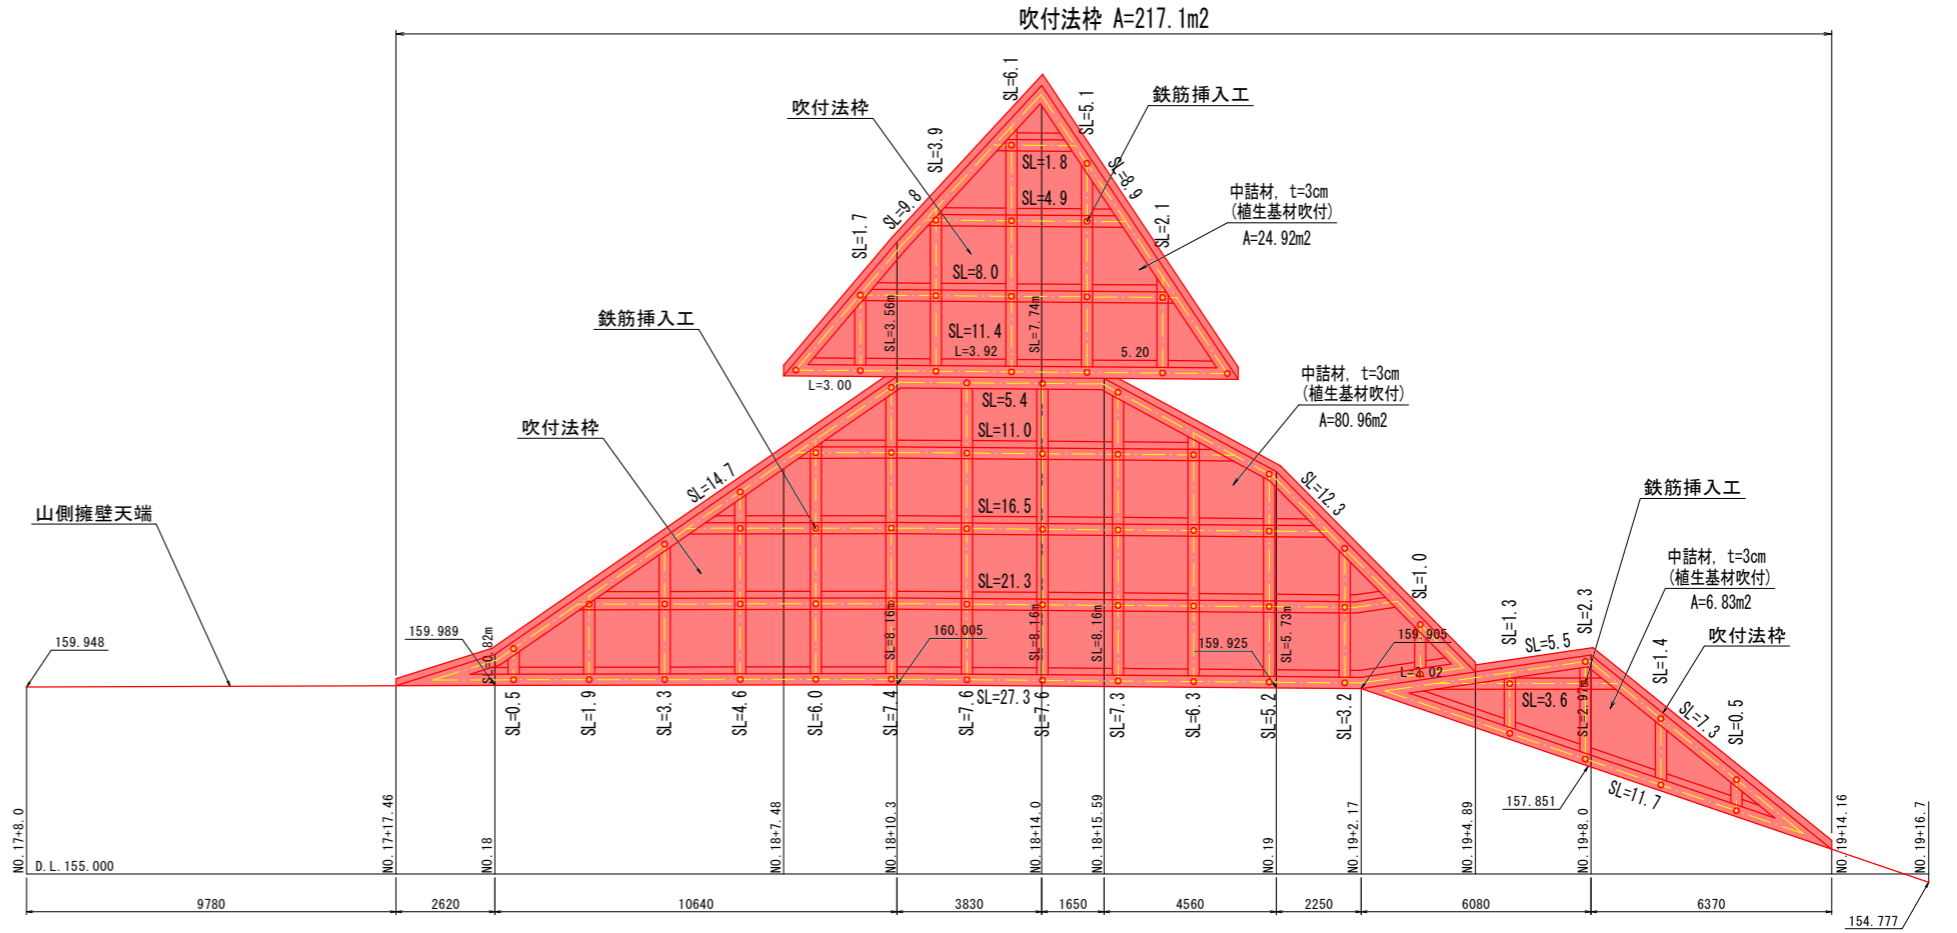 吹付法枠 A=217.1m2
SL=6.1
吹付法枠
鉄筋挿入工
SL=5.1
SL=3.9
SL=1.8
SL=8.9
SL=9.8
SL=4.9
中詰材, t=3cm
(植生基材吹付)
A=24.92m2
SL=1.7
SL=2.1
SL=8.0
鉄筋挿入工
SL=3.56m
SL=11.4
SL=7.74m
L=3.92
5.20
L=3.00
中詰材, t=3cm
(植生基材吹付)
A=80.96m2
SL=5.4
吹付法枠
SL=11.0
SL=14.7
SL=12.3
鉄筋挿入工
山側擁壁天端
SL=16.5
中詰材, t=3cm
(植生基材吹付)
A=6.83m2
SL=21.3
SL=1.0
SL=1.3
SL=2.3
159.948
159.989
SL=0.82m
SL=8.16m
160.005
SL=8.16m
SL=8.16m
159.925
SL=5.73m
159.905
SL=5.5
SL=1.4
吹付法枠
L=3.02
SL=27.3
SL=3.6
SL=2.97m
SL=7.3
SL=0.5
SL=0.5
SL=1.9
SL=3.3
SL=4.6
SL=6.0
SL=7.4
SL=7.6
SL=7.6
SL=7.3
SL=6.3
SL=5.2
SL=3.2
157.851
SL=11.7
NO.17+8.0
NO.17+17.46
NO.18
NO.18+7.48
NO.18+10.3
NO.18+14.0
NO.18+15.59
NO.19
NO.19+2.17
NO.19+4.89
NO.19+8.0
NO.19+14.16
NO.19+16.7
D.L.155.000
9780
2620
10640
3830
1650
4560
2250
6080
6370
154.777